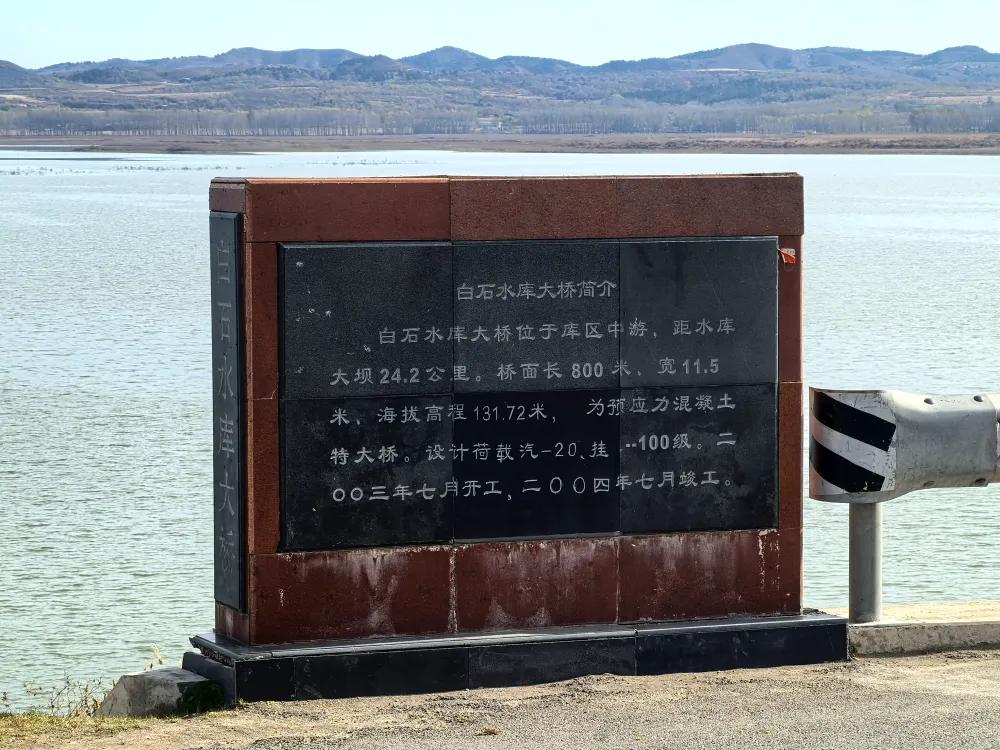 白石水库大桥
白石水库大桥简介
白石水库大桥位于库区中游，距水库
大坝24.2公里。桥面长800米、宽11.5
米、海拔高程131.72米， 为预应力混凝土
特大桥。设计荷载汽-20、挂--100级。二
〇〇三年七月开工，二〇〇四年七月竣工。